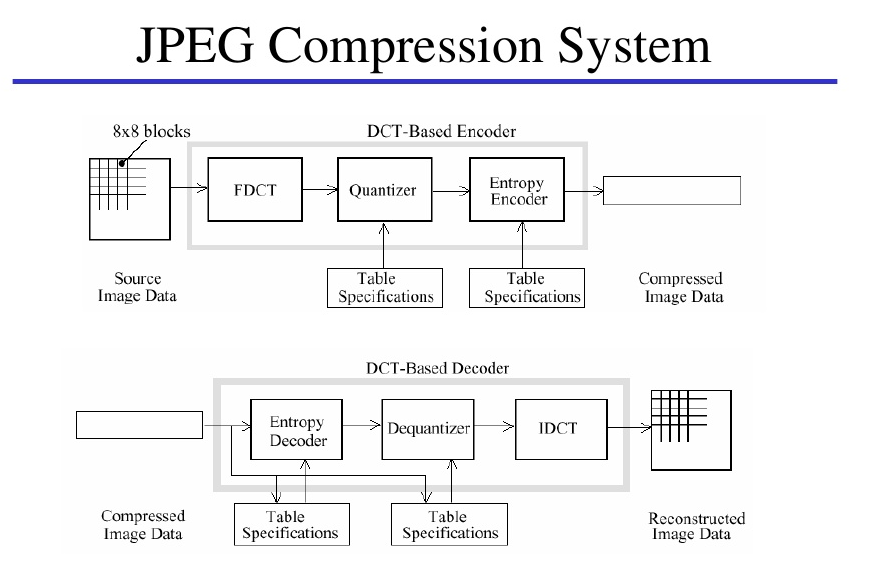 JPEG Compression System
8x8 blocks
DCT-Based Encoder
FDCT
Quantizer
Entropy
Encoder
Source
Image Data
Table
Specifications
Table
Specifications
Compressed
Image Data
DCT-Based Decoder
Entropy
Decoder
Dequantizer
IDCT
Compressed
Image Data
Table
Specifications
Table
Specifications
Reconstructed
Image Data